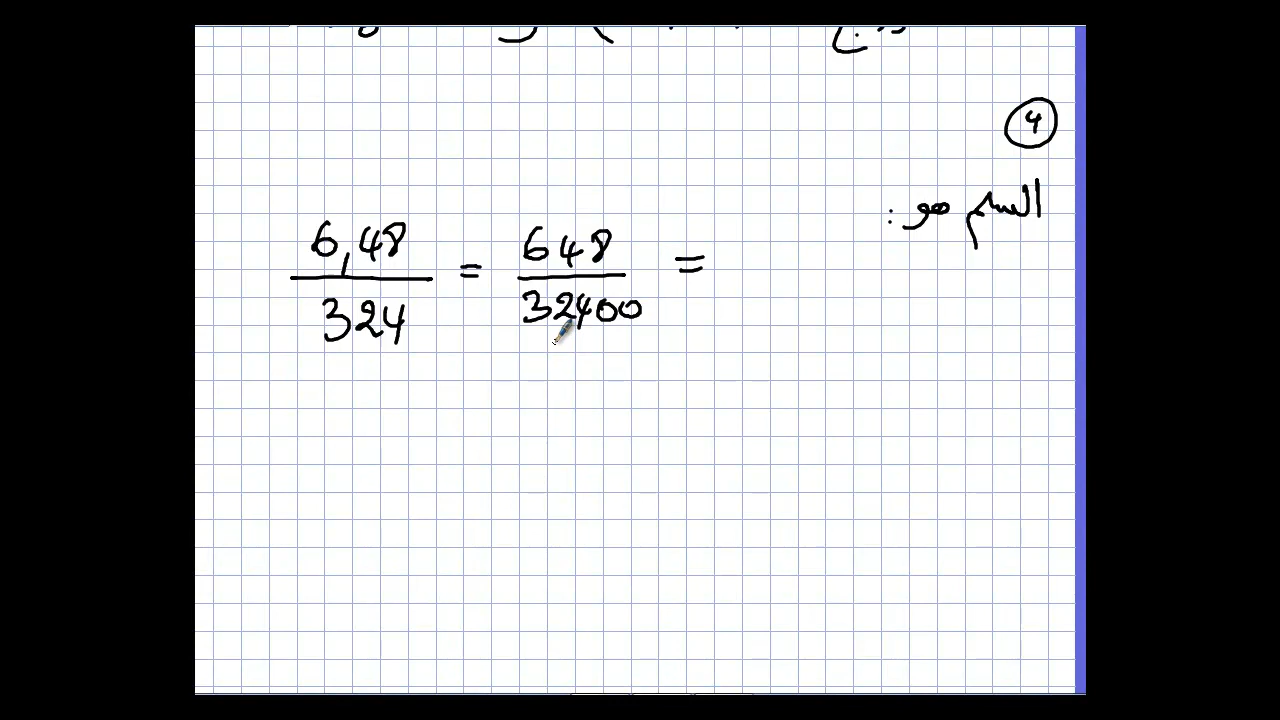 4
السلم هو :
6,48 / 324 = 648 / 32400 =